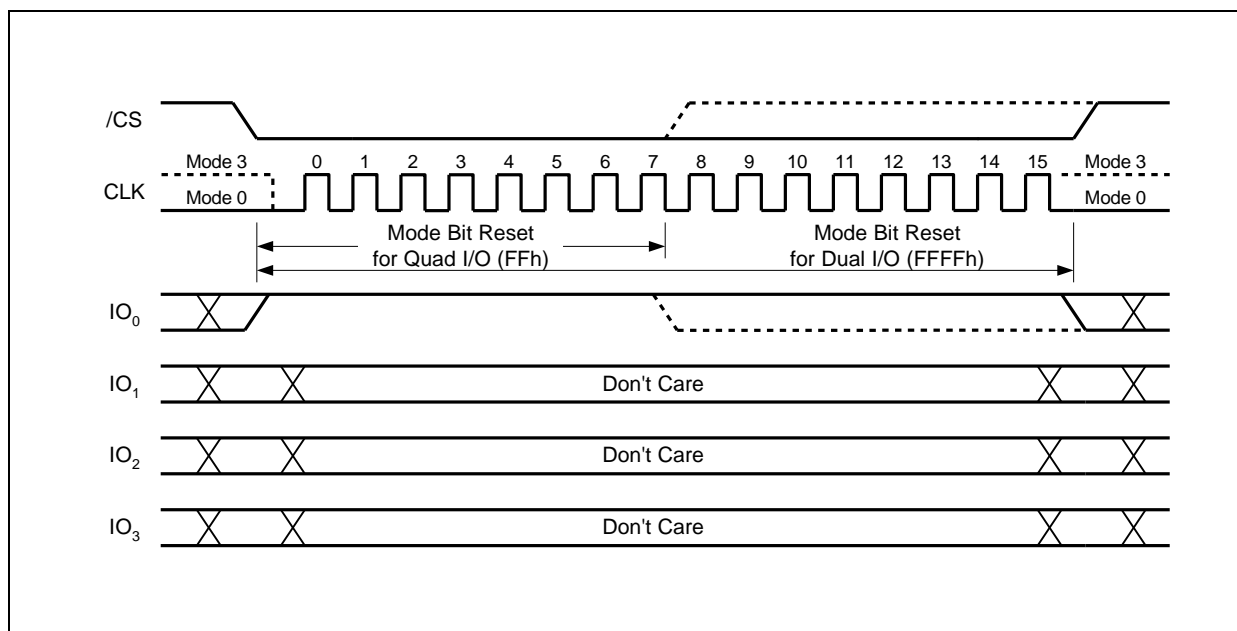 /CS
Mode 3 0 1 2 3 4 5 6 7 8 9 10 11 12 13 14 15 Mode 3
CLK
Mode 0 Mode 0
Mode Bit Reset Mode Bit Reset
for Quad I/O (FFh) for Dual I/O (FFFFh)
IO₀
IO₁ Don't Care
IO₂ Don't Care
IO₃ Don't Care